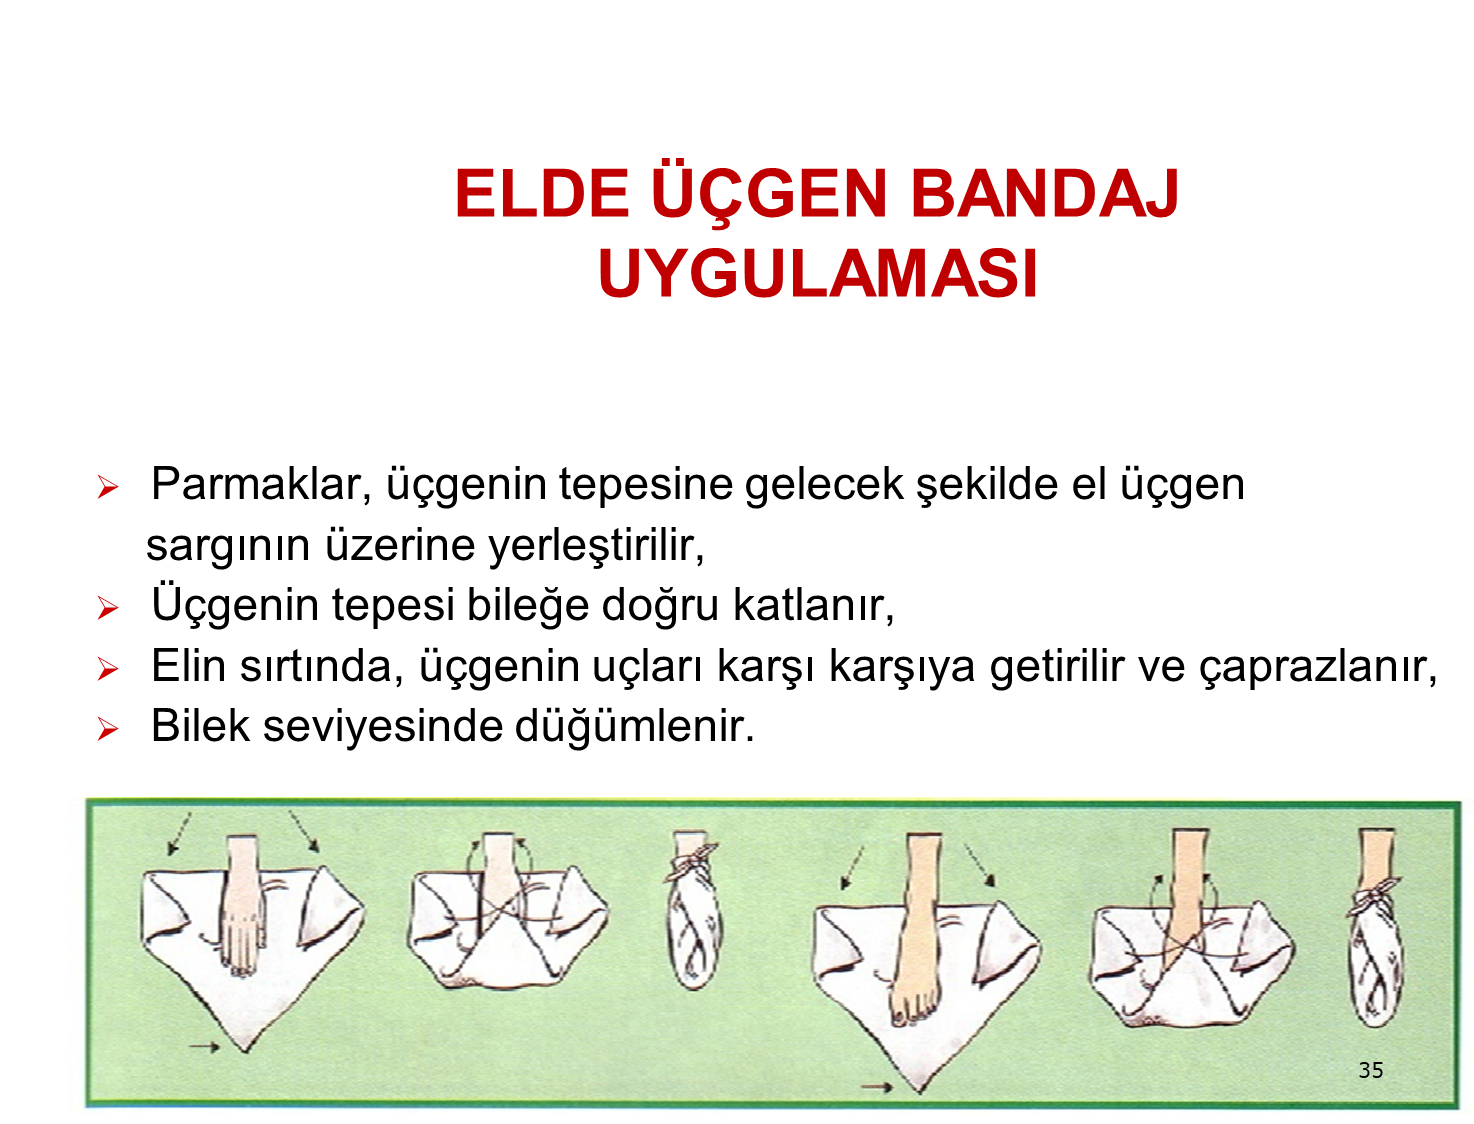 ELDE ÜÇGEN BANDAJ
UYGULAMASI
Parmaklar, üçgenin tepesine gelecek şekilde el üçgen
sargının üzerine yerleştirilir,
Üçgenin tepesi bileğe doğru katlanır,
Elin sırtında, üçgenin uçları karşı karşıya getirilir ve çaprazlanır,
Bilek seviyesinde düğümlenir.
35